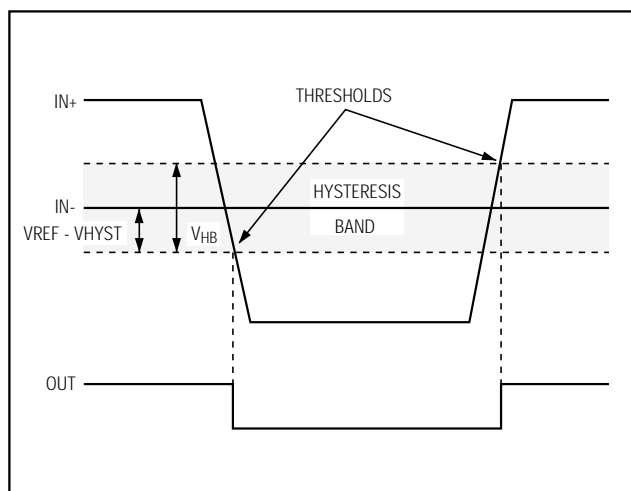 IN+
THRESHOLDS
IN-
HYSTERESIS
BAND
VREF - VHYST
VHB
OUT